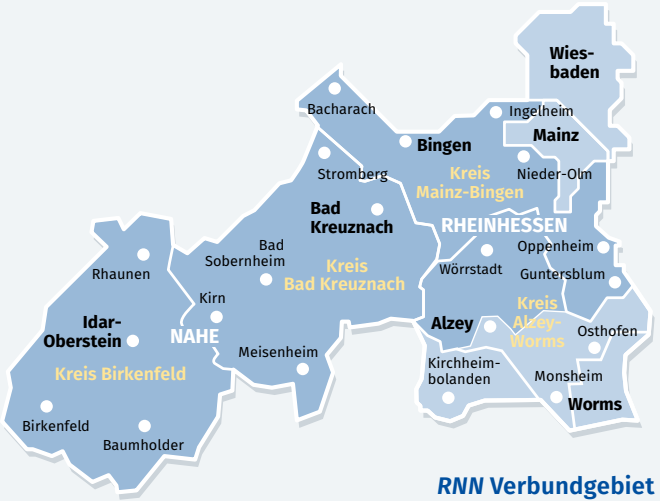 Wies-
baden
Bacharach
Ingelheim
Mainz
Bingen
Stromberg
Kreis
Mainz-Bingen
Nieder-Olm
Bad
Kreuznach
RHEINHESSEN
Bad
Sobernheim
Oppenheim
Rhaunen
Kreis
Bad Kreuznach
Wörrstadt
Guntersblum
Kirn
Kreis
Alzey-
Worms
Idar-
Oberstein
NAHE
Alzey
Osthofen
Meisenheim
Kirchheim-
bolanden
Kreis Birkenfeld
Monsheim
Worms
Birkenfeld
Baumholder
RNN Verbundgebiet